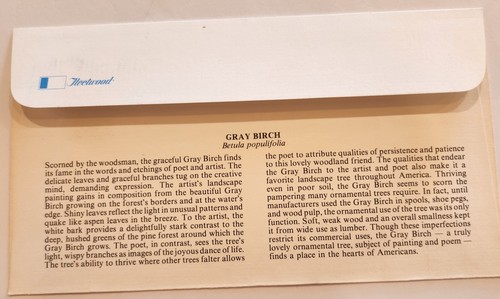 Fleetwood
GRAY BIRCH
Betula populifolia
Scorned by the woodsman, the graceful Gray Birch finds
its fame in the words and etchings of poet and artist. The
delicate leaves and graceful branches tug on the creative
mind, demanding expression. The artist's landscape
painting gains in composition from the beautiful Gray
Birch growing on the forest's borders and at the water's
edge. Shiny leaves reflect the light in unusual patterns and
quake like aspen leaves in the breeze. To the artist, the
white bark provides a delightfully stark contrast to the
deep, hushed greens of the pine forest around which the
Gray Birch grows. The poet, in contrast, sees the tree's
light, wispy branches as images of the joyous dance of life.
The tree's ability to thrive where other trees falter allows
the poet to attribute qualities of persistence and patience
to this lovely woodland friend. The qualities that endear
the Gray Birch to the artist and poet also make it a
favorite landscape tree throughout America. Thriving
even in poor soil, the Gray Birch seems to scorn the
pampering many ornamental trees require. In fact, until
manufacturers used the Gray Birch in spools, shoe pegs,
and wood pulp, the ornamental use of the tree was its only
function. Soft, weak wood and an overall smallness kept
it from wide use as lumber. Though these imperfections
restrict its commercial uses, the Gray Birch — a truly
lovely ornamental tree, subject of painting and poem —
finds a place in the hearts of Americans.